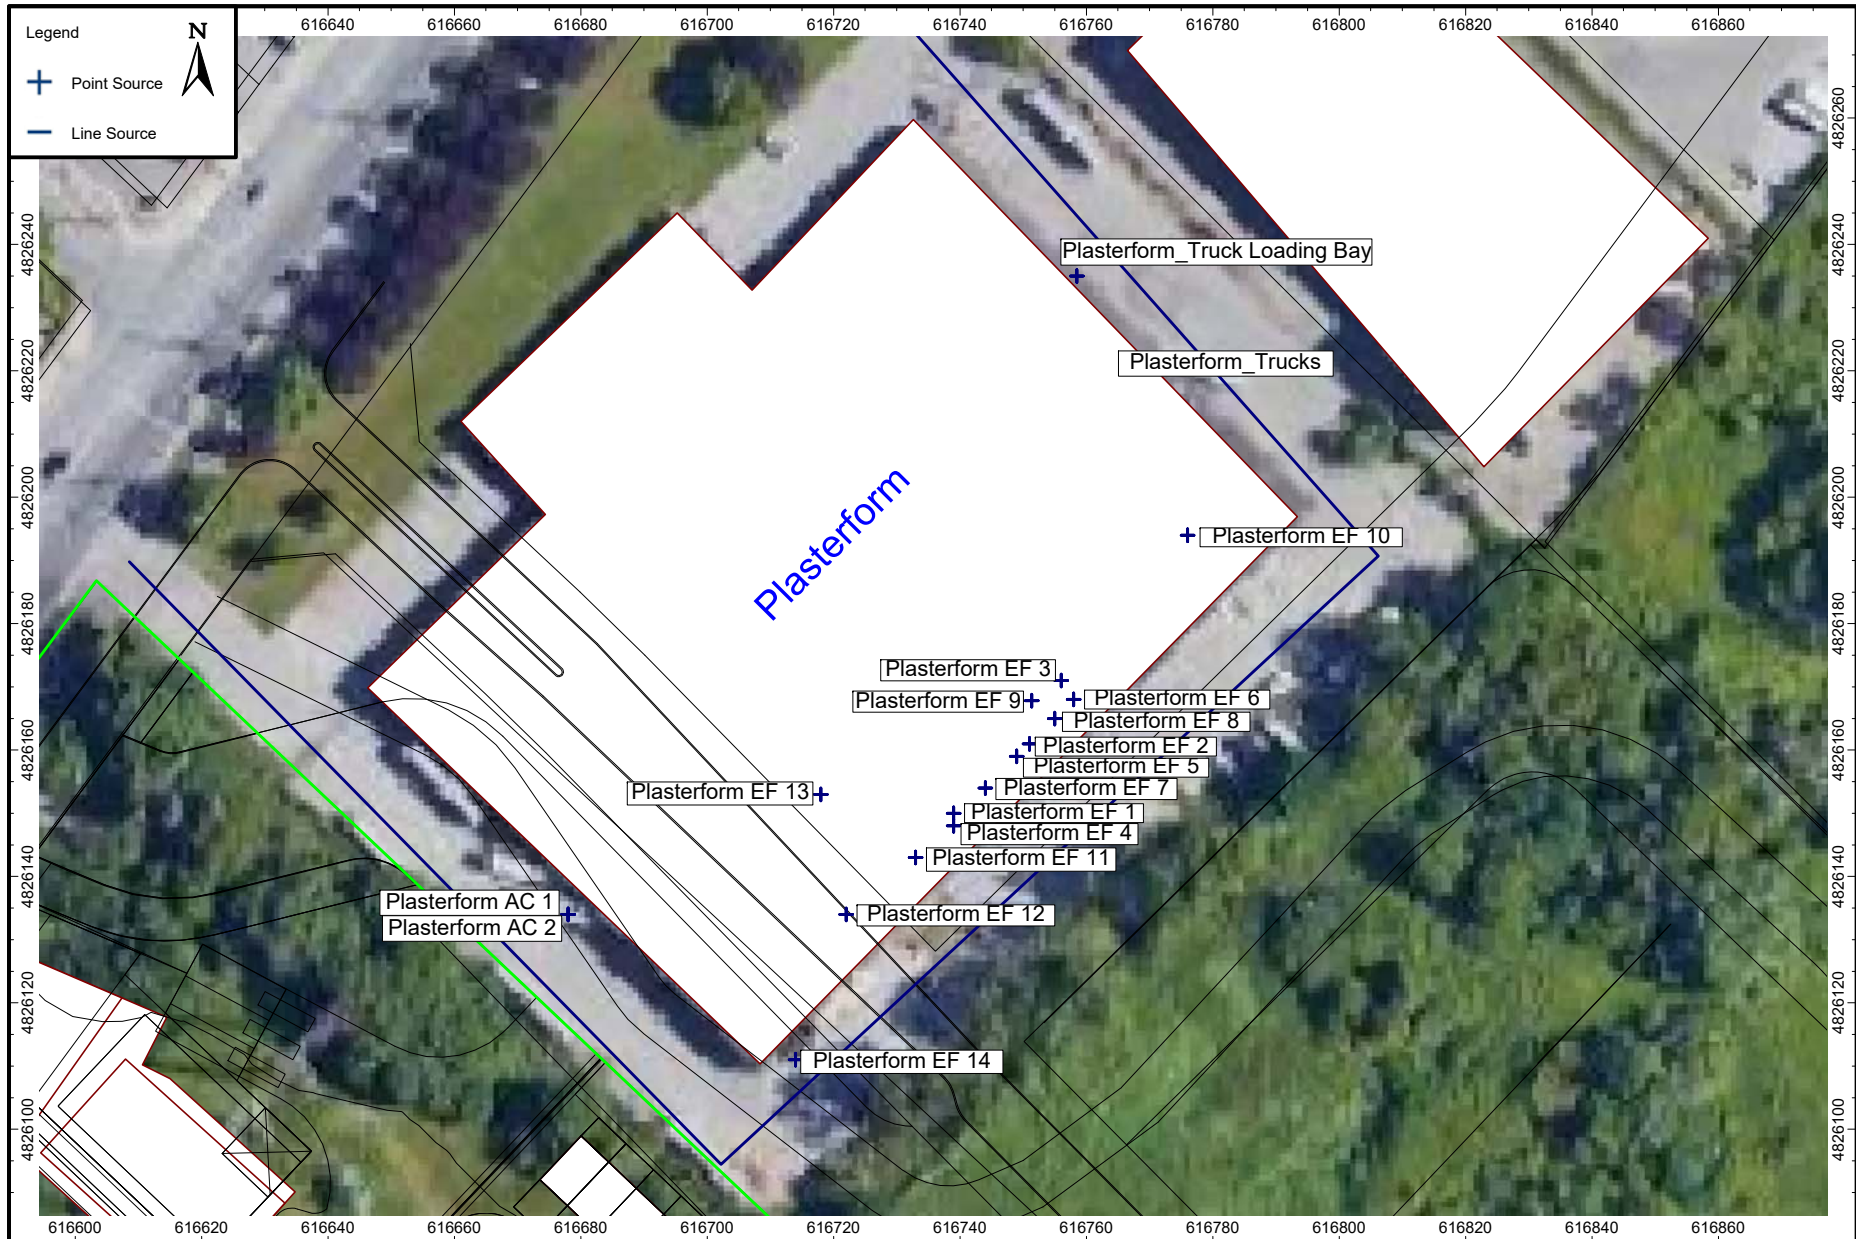 Legend
N
Point Source
Line Source
616640 616660 616680 616700 616720 616740 616760 616780 616800 616820 616840 616860
4826260
4826240
4826240
4826220
4826220
4826200
4826200
4826180
4826180
4826160
4826160
4826140
4826140
4826120
4826120
4826100
4826100
Plasterform_Truck Loading Bay
Plasterform_Trucks
Plasterform
Plasterform EF 10
Plasterform EF 3
Plasterform EF 9
Plasterform EF 6
Plasterform EF 8
Plasterform EF 2
Plasterform EF 5
Plasterform EF 13
Plasterform EF 7
Plasterform EF 1
Plasterform EF 4
Plasterform EF 11
Plasterform AC 1
Plasterform EF 12
Plasterform AC 2
Plasterform EF 14
616600 616620 616640 616660 616680 616700 616720 616740 616760 616780 616800 616820 616840 616860